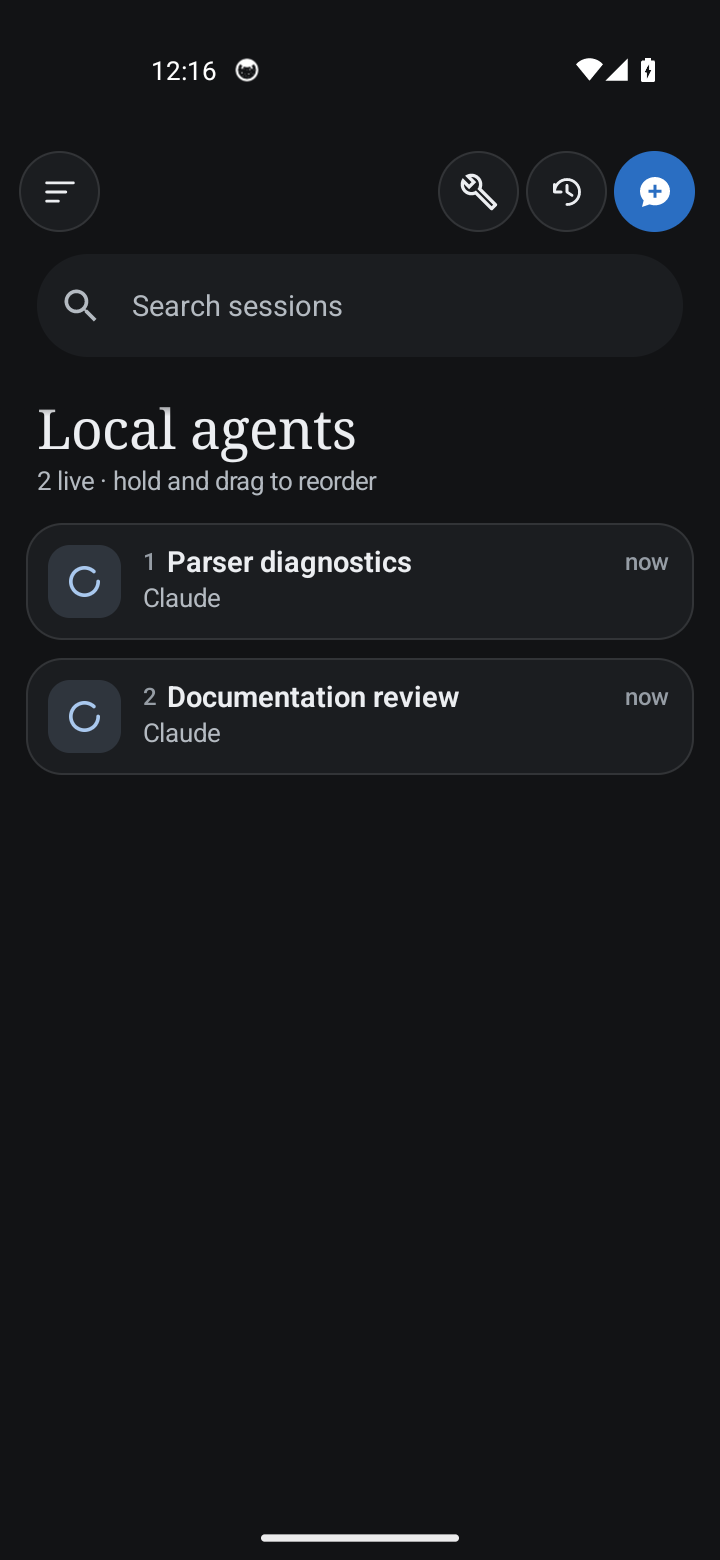 12:16
Search sessions
Local agents
2 live · hold and drag to reorder
1 Parser diagnostics now
Claude
2 Documentation review now
Claude